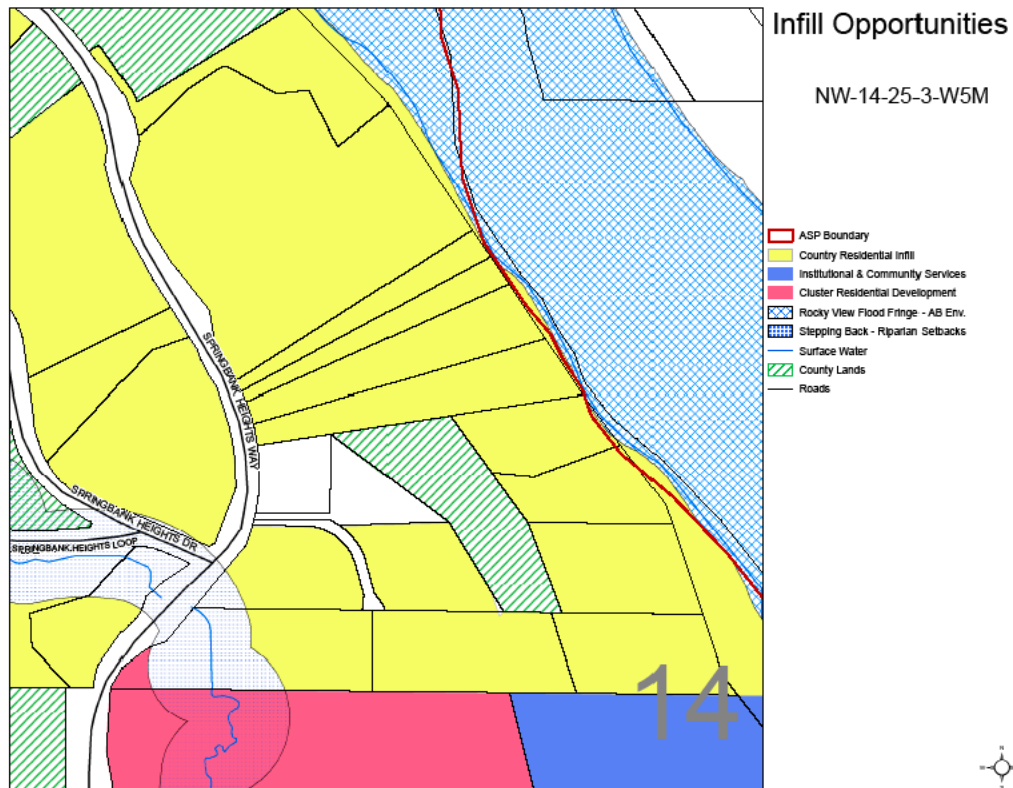 Infill Opportunities
NW-14-25-3-W5M
ASP Boundary
Country Residential Infill
Institutional & Community Services
Cluster Residential Development
Rocky View Flood Fringe - AB Env.
Stepping Back - Riparian Setbacks
Surface Water
County Lands
Roads
SPRINGBANK HEIGHTS WAY
SPRINGBANK HEIGHTS DR
SPRINGBANK HEIGHTS LOOP
14